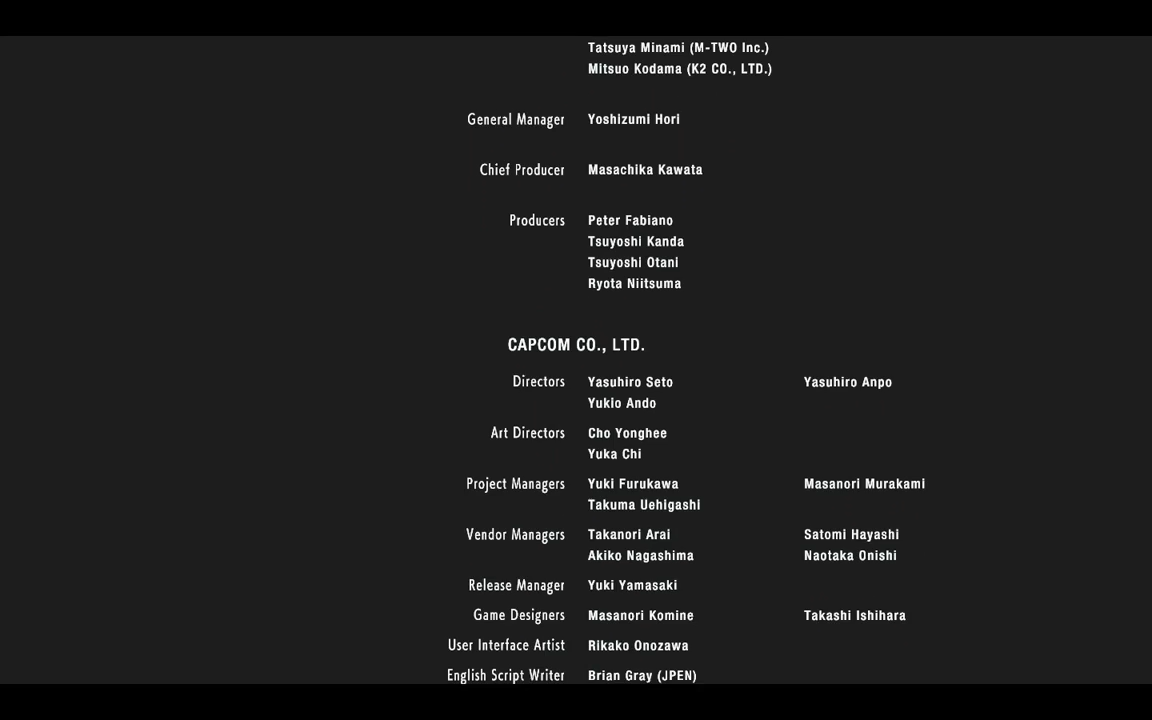 Tatsuya Minami (M-TWO Inc.)
Mitsuo Kodama (K2 CO., LTD.)
General Manager Yoshizumi Hori
Chief Producer Masachika Kawata
Producers Peter Fabiano
Tsuyoshi Kanda
Tsuyoshi Otani
Ryota Niitsuma
CAPCOM CO., LTD.
Directors Yasuhiro Seto Yasuhiro Anpo
Yukio Ando
Art Directors Cho Yonghee
Yuka Chi
Project Managers Yuki Furukawa Masanori Murakami
Takuma Uehigashi
Vendor Managers Takanori Arai Satomi Hayashi
Akiko Nagashima Naotaka Onishi
Release Manager Yuki Yamasaki
Game Designers Masanori Komine Takashi Ishihara
User Interface Artist Rikako Onozawa
English Script Writer Brian Gray (JPEN)